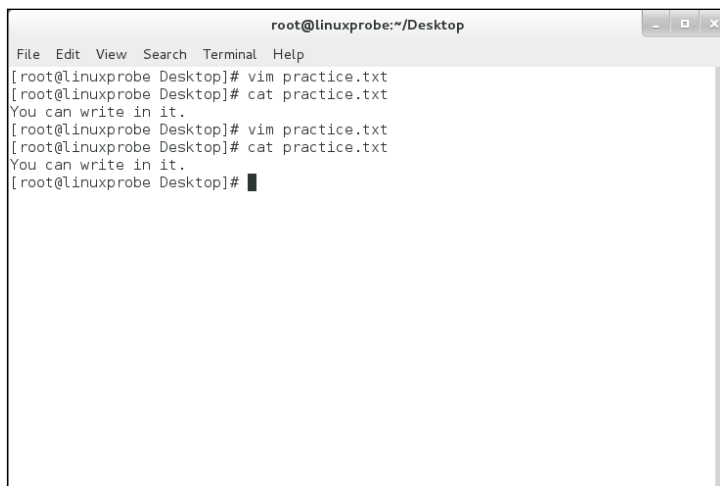 root@linuxprobe:~/Desktop
File Edit View Search Terminal Help
[root@linuxprobe Desktop]# vim practice.txt
[root@linuxprobe Desktop]# cat practice.txt
You can write in it.
[root@linuxprobe Desktop]# vim practice.txt
[root@linuxprobe Desktop]# cat practice.txt
You can write in it.
[root@linuxprobe Desktop]#